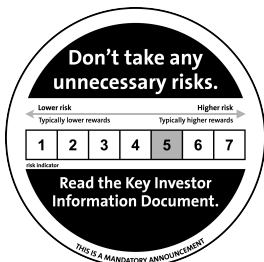 Don't take any
unnecessary risks.
Lower risk Higher risk
Typically lower rewards Typically higher rewards
1 2 3 4 5 6 7
risk indicator
Read the Key Investor
Information Document.
THIS IS A MANDATORY ANNOUNCEMENT